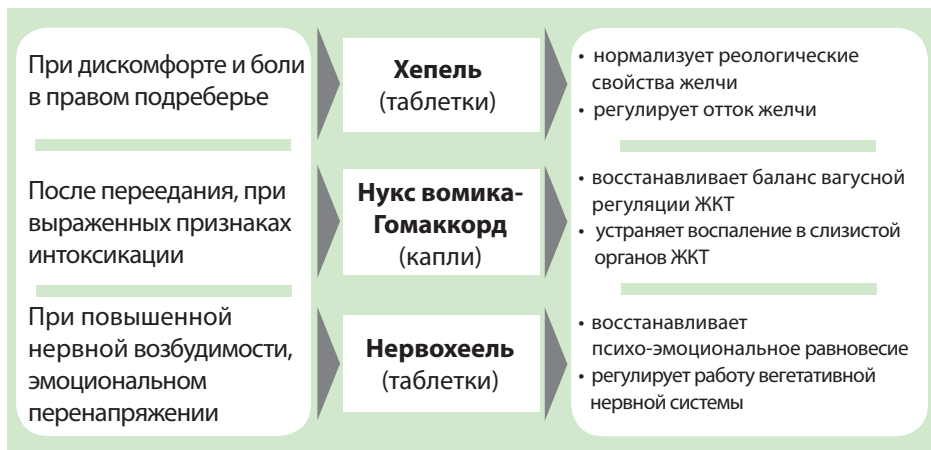 При дискомфорте и боли
в правом подреберье
Хепель
(таблетки)
• нормализует реологические
свойства желчи
• регулирует отток желчи
После переедания, при
выраженных признаках
интоксикации
Нукс вомика-
Гомаккорд
(капли)
• восстанавливает баланс вагусной
регуляции ЖКТ
• устраняет воспаление в слизистой
органов ЖКТ
При повышенной
нервной возбудимости,
эмоциональном
перенапряжении
Нервохеель
(таблетки)
• восстанавливает
психо-эмоциональное равновесие
• регулирует работу вегетативной
нервной системы